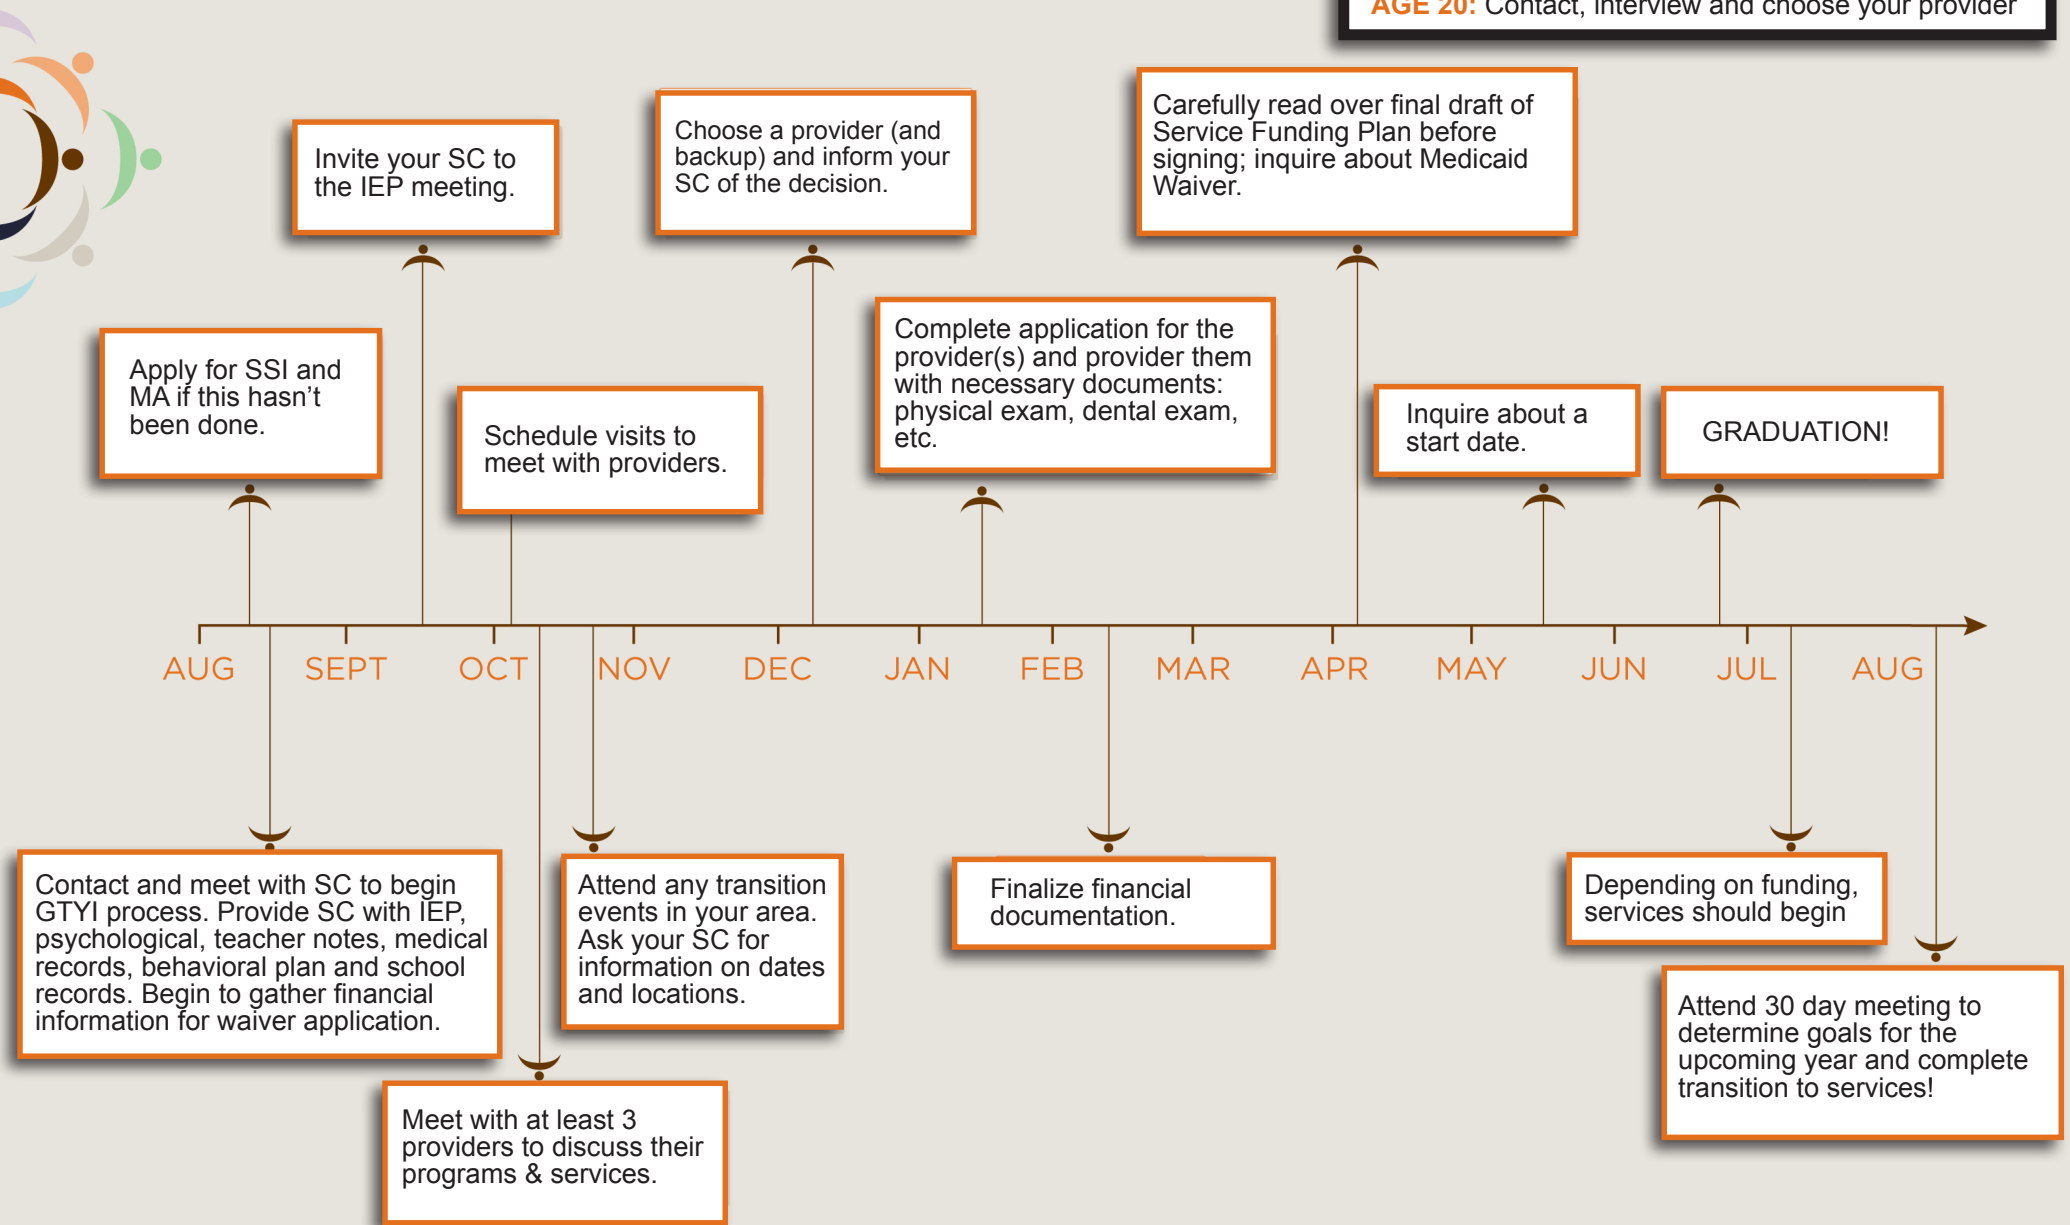 AGE 20: Contact, interview and choose your provider
Invite your SC to
the IEP meeting.
Choose a provider (and
backup) and inform your
SC of the decision.
Carefully read over final draft of
Service Funding Plan before
signing; inquire about Medicaid
Waiver.
Apply for SSI and
MA if this hasn't
been done.
Schedule visits to
meet with providers.
Complete application for the
provider(s) and provider them
with necessary documents:
physical exam, dental exam,
etc.
Inquire about a
start date.
GRADUATION!
AUG SEPT OCT NOV DEC JAN FEB MAR APR MAY JUN JUL AUG
Contact and meet with SC to begin
GTYI process. Provide SC with IEP,
psychological, teacher notes, medical
records, behavioral plan and school
records. Begin to gather financial
information for waiver application.
Attend any transition
events in your area.
Ask your SC for
information on dates
and locations.
Finalize financial
documentation.
Depending on funding,
services should begin
Meet with at least 3
providers to discuss their
programs & services.
Attend 30 day meeting to
determine goals for the
upcoming year and complete
transition to services!